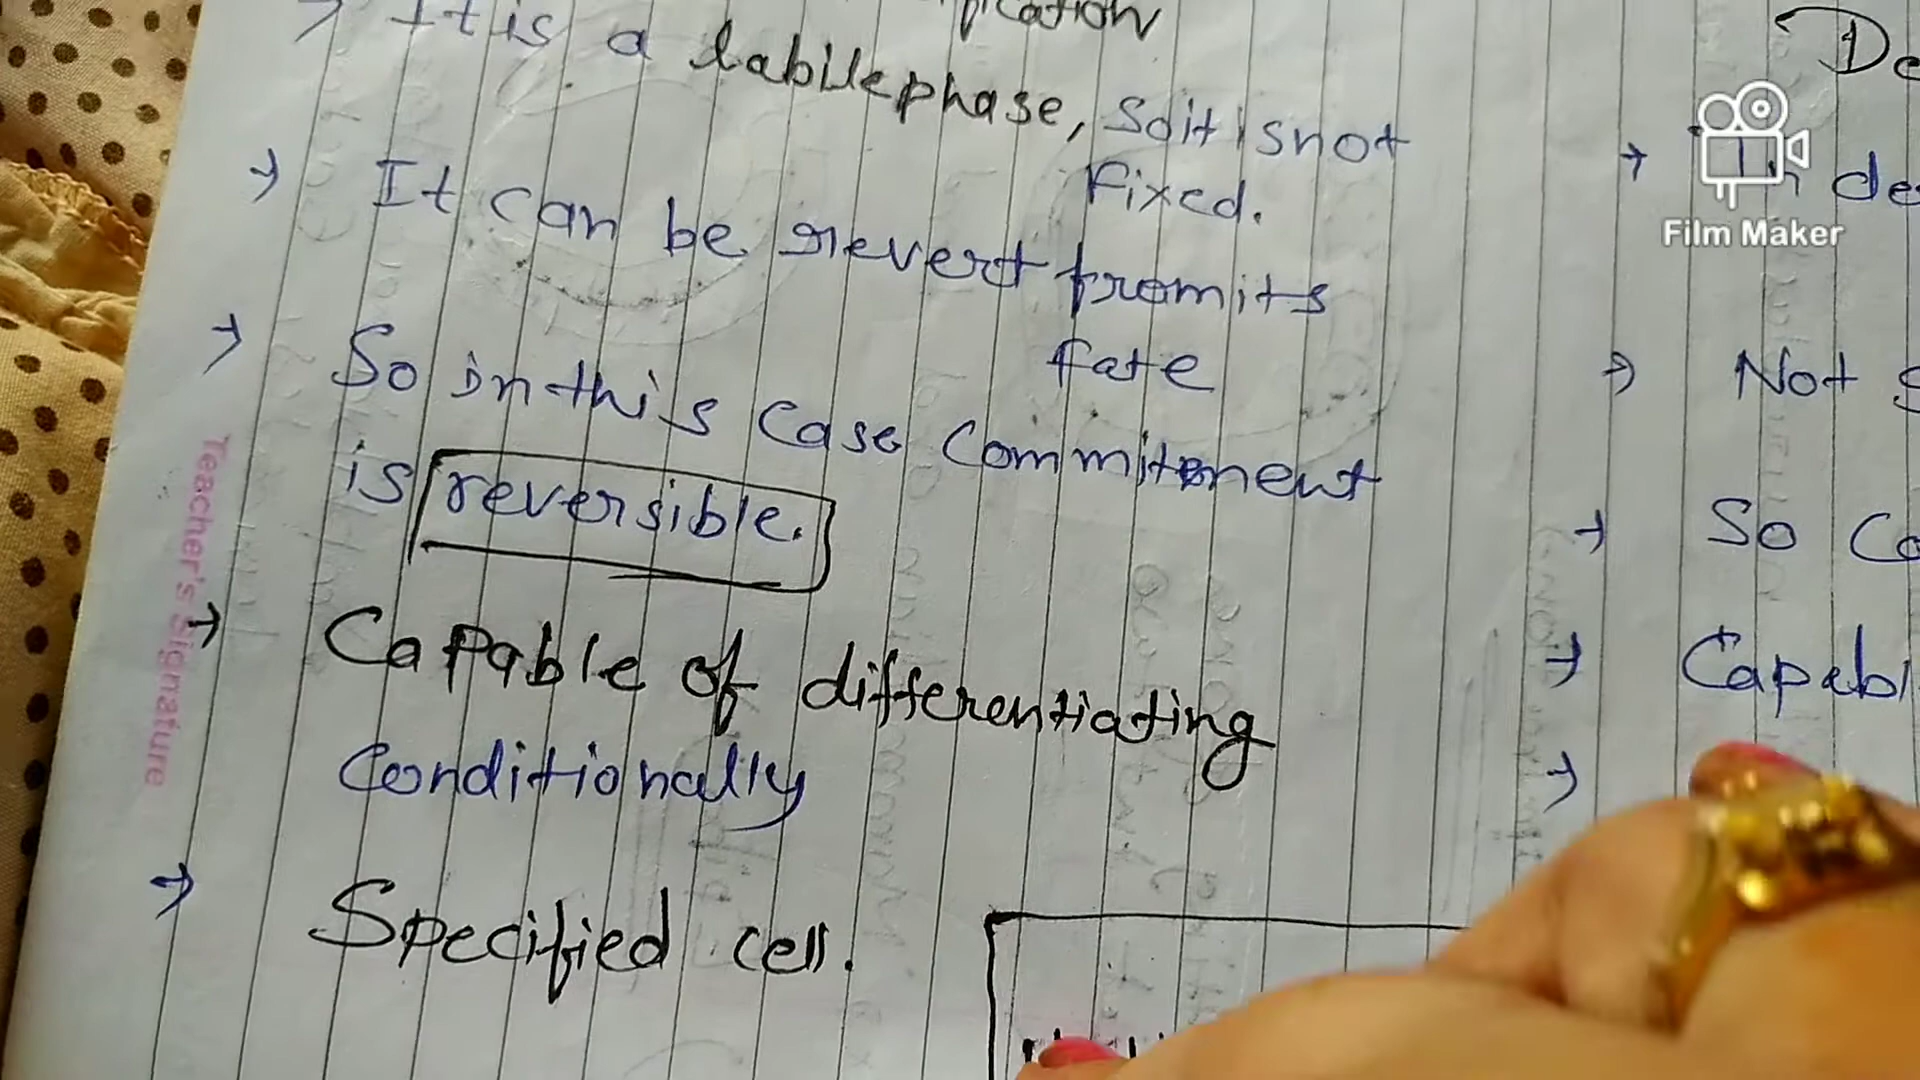 It is a labile phase, So it is not
fixed.
→ It can be revert from its
fate
→ So in this case Commitment
is reversible.
→ Capable of differentiating
Conditionally
→ Specified cell.
De
→ In de
→ Not
→ So Co
→ Capabl
→
Film Maker
Teacher's Signature